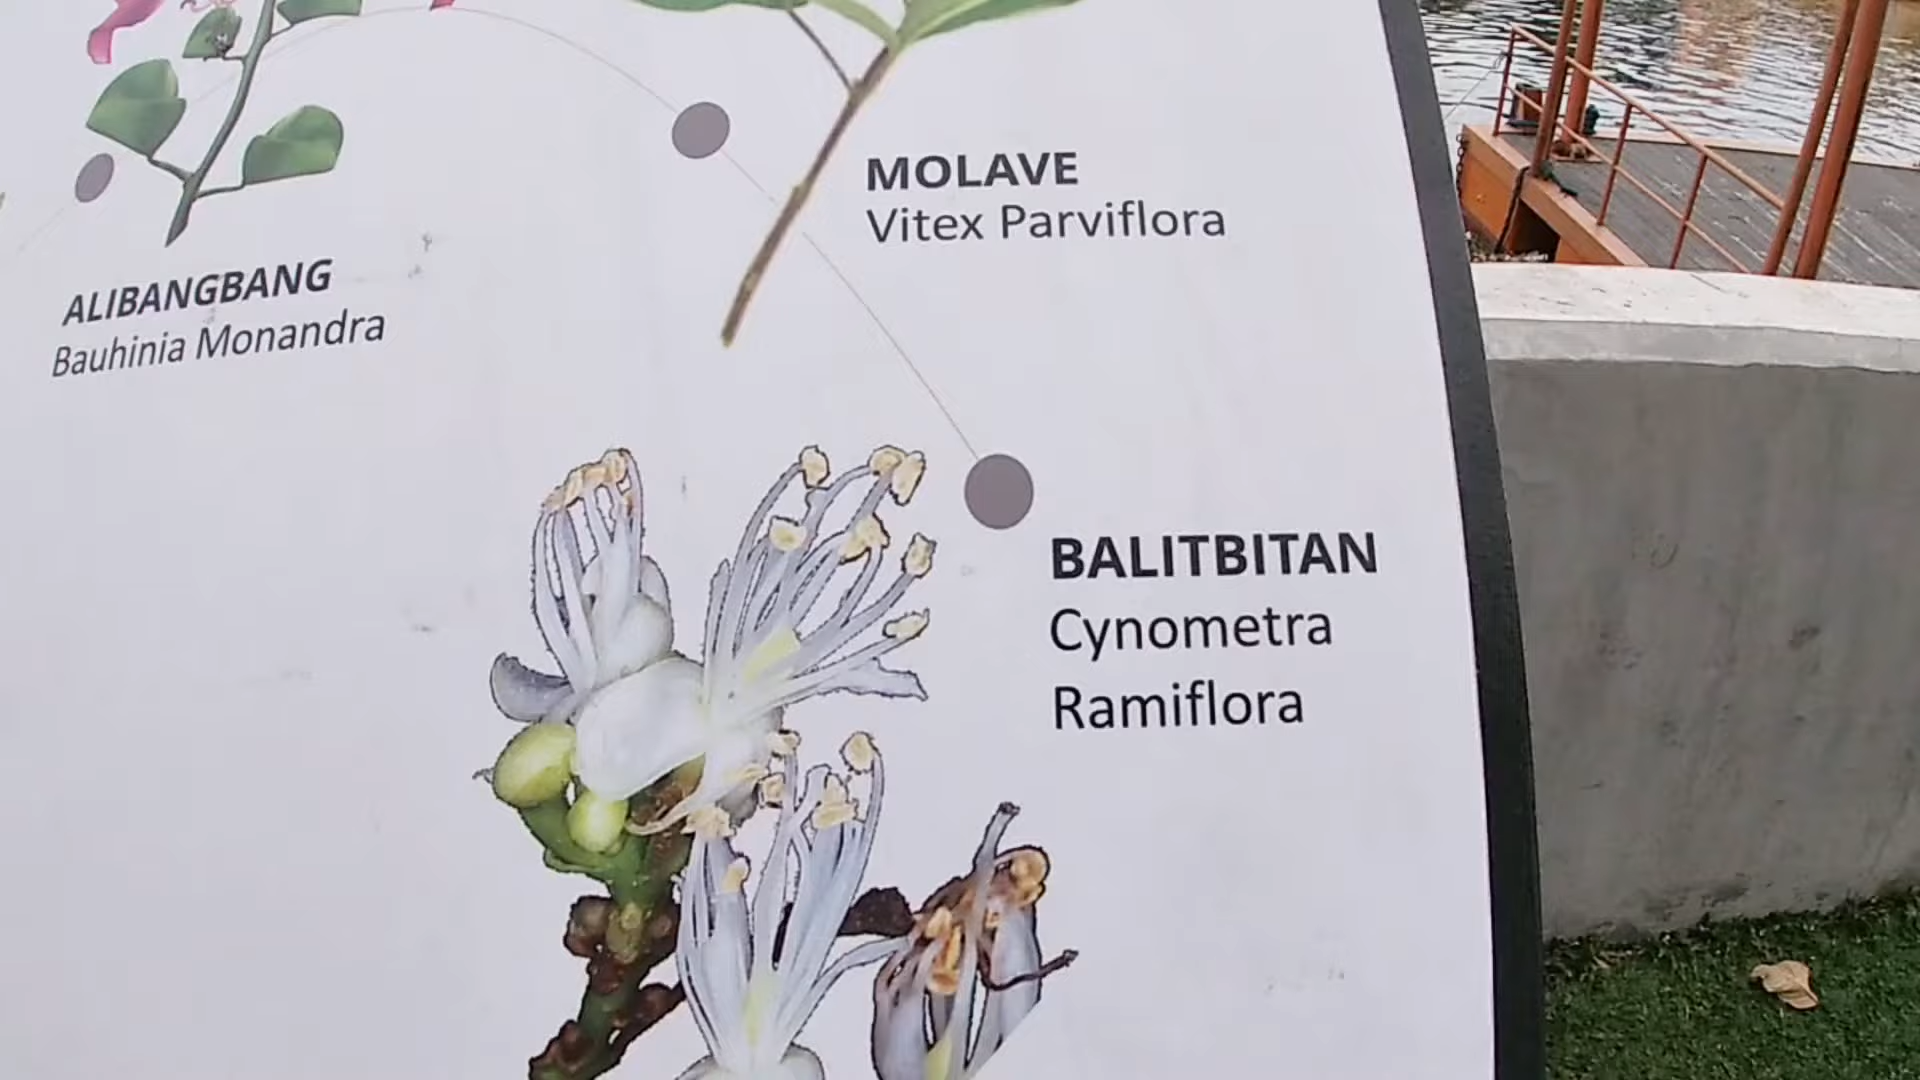 ALIBANGBANG
Bauhinia Monandra
MOLAVE
Vitex Parviflora
BALITBITAN
Cynometra
Ramiflora